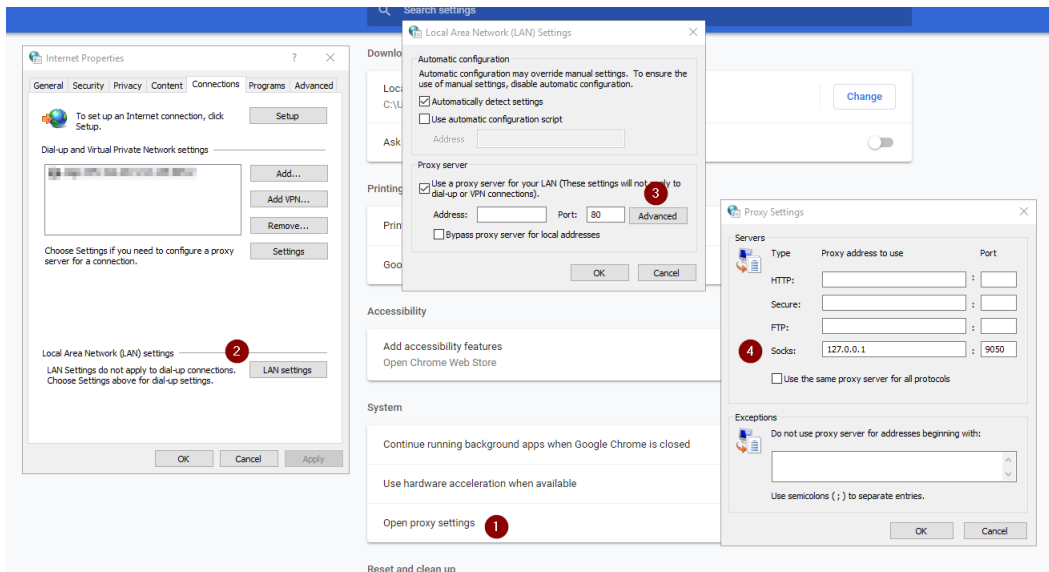 Search settings
Internet Properties
?
General Security Privacy Content Connections Programs Advanced
To set up an Internet connection, click
Setup.
Setup
Dial-up and Virtual Private Network settings
Add...
Add VPN...
Remove...
Choose Settings if you need to configure a proxy
server for a connection.
Settings
Local Area Network (LAN) settings
2
LAN Settings do not apply to dial-up connections.
Choose Settings above for dial-up settings.
LAN settings
OK Cancel Apply
Local Area Network (LAN) Settings
Automatic configuration
Automatic configuration may override manual settings. To ensure the
use of manual settings, disable automatic configuration.
Automatically detect settings
Use automatic configuration script
Address
Proxy server
Use a proxy server for your LAN (These settings will not apply to
dial-up or VPN connections).
3
Address: Port: 80 Advanced
Bypass proxy server for local addresses
OK Cancel
Downlo
Loca
C:\U
Change
Ask
Printing
Prin
Goo
Accessibility
Add accessibility features
Open Chrome Web Store
System
Continue running background apps when Google Chrome is closed
Use hardware acceleration when available
Open proxy settings
1
Reset and clean up
Proxy Settings
Servers
Type Proxy address to use Port
HTTP: :
Secure: :
FTP: :
4
Socks: 127.0.0.1 : 9050
Use the same proxy server for all protocols
Exceptions
Do not use proxy server for addresses beginning with:
Use semicolons ( ; ) to separate entries.
OK Cancel